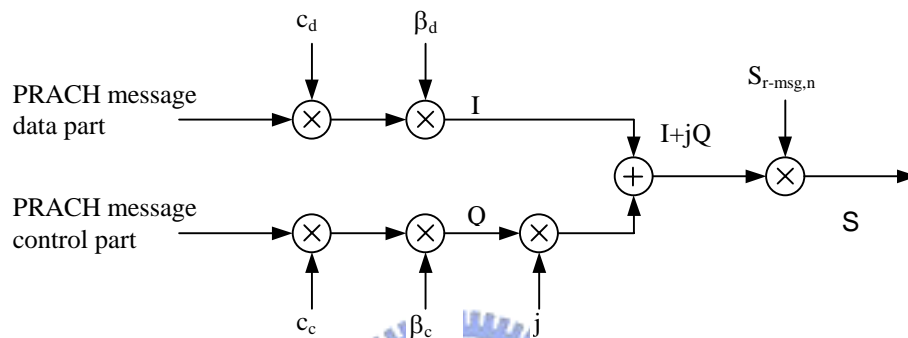 c_d
β_d
PRACH message
data part
I
S_r-msg,n
I+jQ
PRACH message
control part
Q
S
c_c
β_c
j